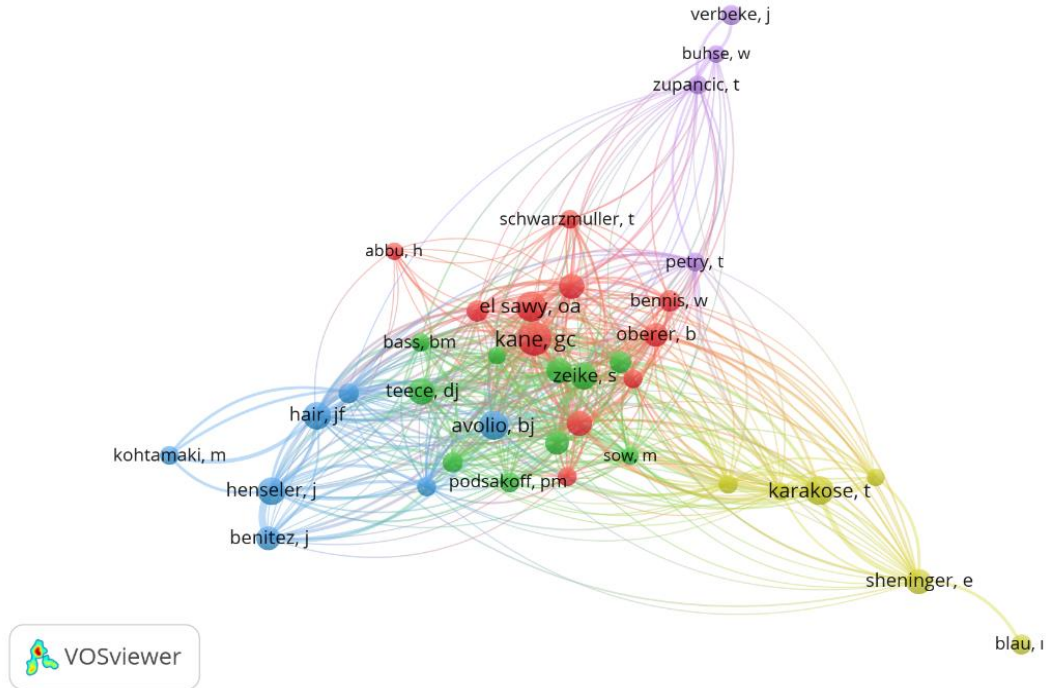 verbeke, j
buhse, w
zupancic, t
schwarzmuller, t
abbu, h
petry, t
el sawy, oa
bennis, w
kane, gc
oberer, b
bass, bm
zeike, s
teece, dj
hair, jf
avolio, bj
kohtamaki, m
sow, m
podsakoff, pm
henseler, j
karakose, t
benitez, j
sheninger, e
blau,
VOSviewer